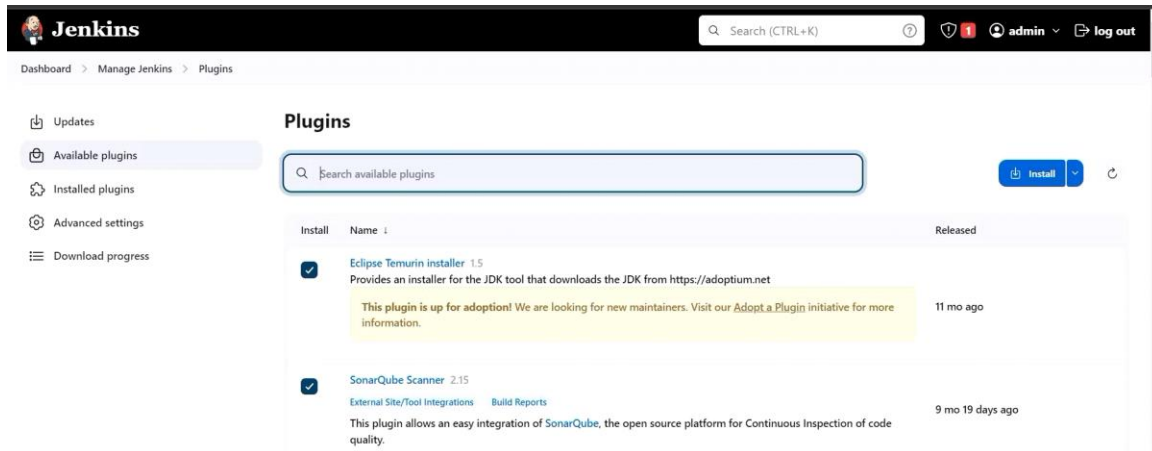 Jenkins
Search (CTRL+K)
1
admin
log out
Dashboard > Manage Jenkins > Plugins
Updates
Available plugins
Installed plugins
Advanced settings
Download progress
Plugins
Search available plugins
Install
Install Name ↓ Released
Eclipse Temurin installer 1.5
Provides an installer for the JDK tool that downloads the JDK from https://adoptium.net
This plugin is up for adoption! We are looking for new maintainers. Visit our Adopt a Plugin initiative for more
information.
11 mo ago
SonarQube Scanner 2.15
External Site/Tool Integrations Build Reports
This plugin allows an easy integration of SonarQube, the open source platform for Continuous Inspection of code
quality.
9 mo 19 days ago